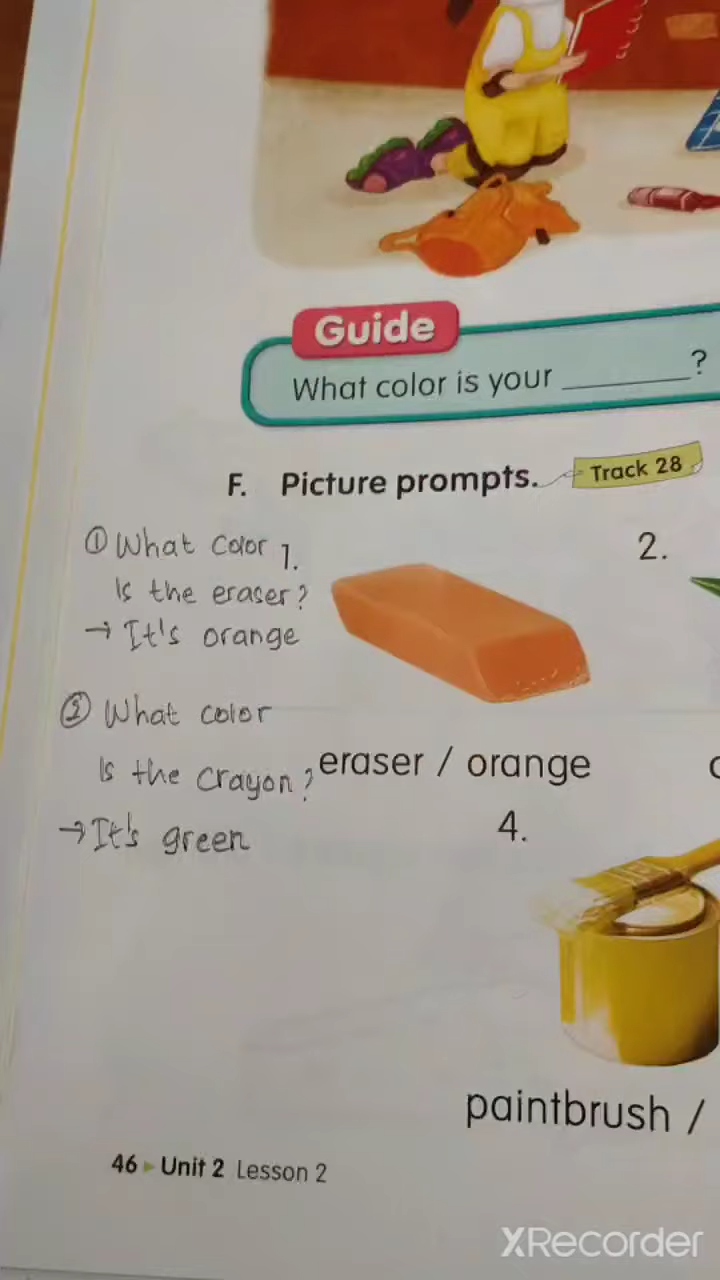 Guide
What color is your ________?
F. Picture prompts.
Track 28
① What color
Is the eraser?
→ It's orange
② What color
Is the crayon?
→ It's green
1.
eraser / orange
2.
4.
paintbrush /
46 ▸ Unit 2 Lesson 2
XRecorder